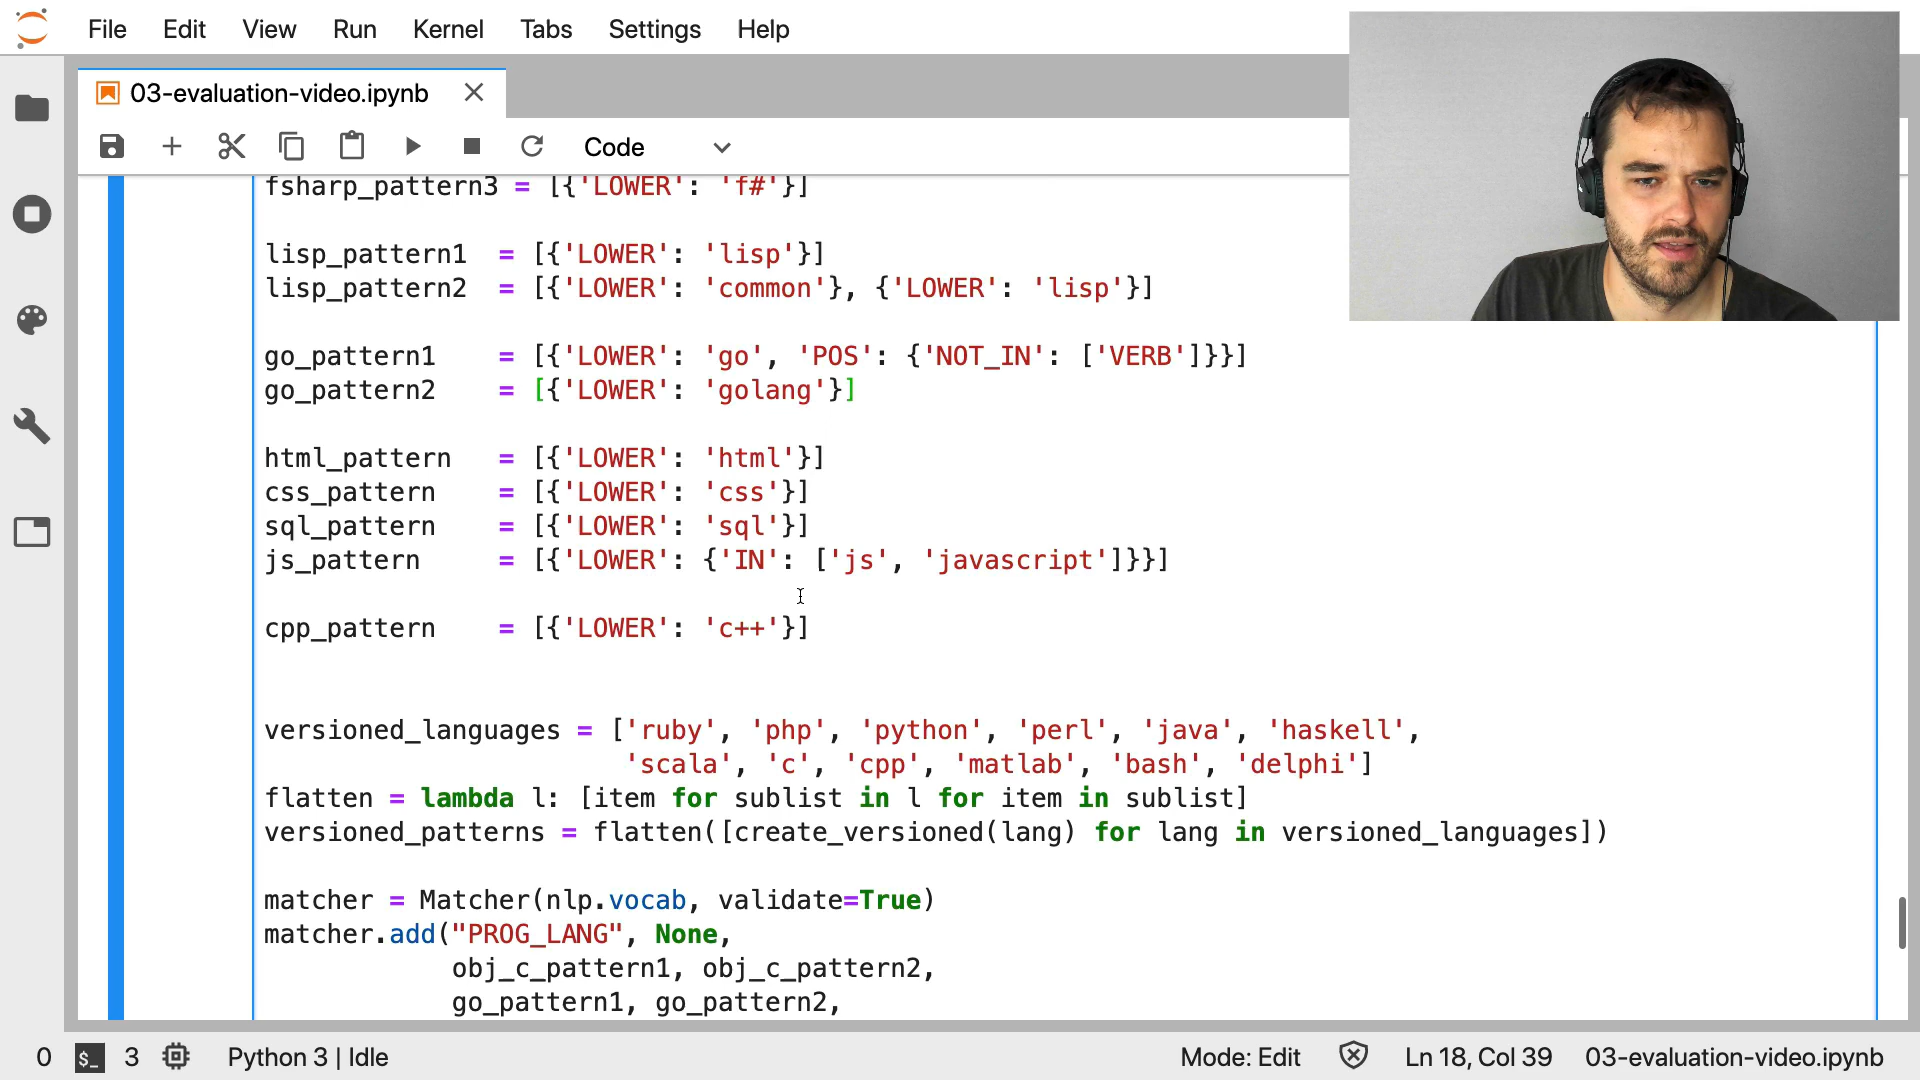 File Edit View Run Kernel Tabs Settings Help
03-evaluation-video.ipynb
Code
fsharp_pattern3 = [{'LOWER': 'f#'}]
lisp_pattern1 = [{'LOWER': 'lisp'}]
lisp_pattern2 = [{'LOWER': 'common'}, {'LOWER': 'lisp'}]
go_pattern1 = [{'LOWER': 'go', 'POS': {'NOT_IN': ['VERB']}}]
go_pattern2 = [{'LOWER': 'golang'}]
html_pattern = [{'LOWER': 'html'}]
css_pattern = [{'LOWER': 'css'}]
sql_pattern = [{'LOWER': 'sql'}]
js_pattern = [{'LOWER': {'IN': ['js', 'javascript']}}]
cpp_pattern = [{'LOWER': 'c++'}]
versioned_languages = ['ruby', 'php', 'python', 'perl', 'java', 'haskell',
'scala', 'c', 'cpp', 'matlab', 'bash', 'delphi']
flatten = lambda l: [item for sublist in l for item in sublist]
versioned_patterns = flatten([create_versioned(lang) for lang in versioned_languages])
matcher = Matcher(nlp.vocab, validate=True)
matcher.add("PROG_LANG", None,
obj_c_pattern1, obj_c_pattern2,
go_pattern1, go_pattern2,
0 $_ 3 Python 3 | Idle Mode: Edit Ln 18, Col 39 03-evaluation-video.ipynb